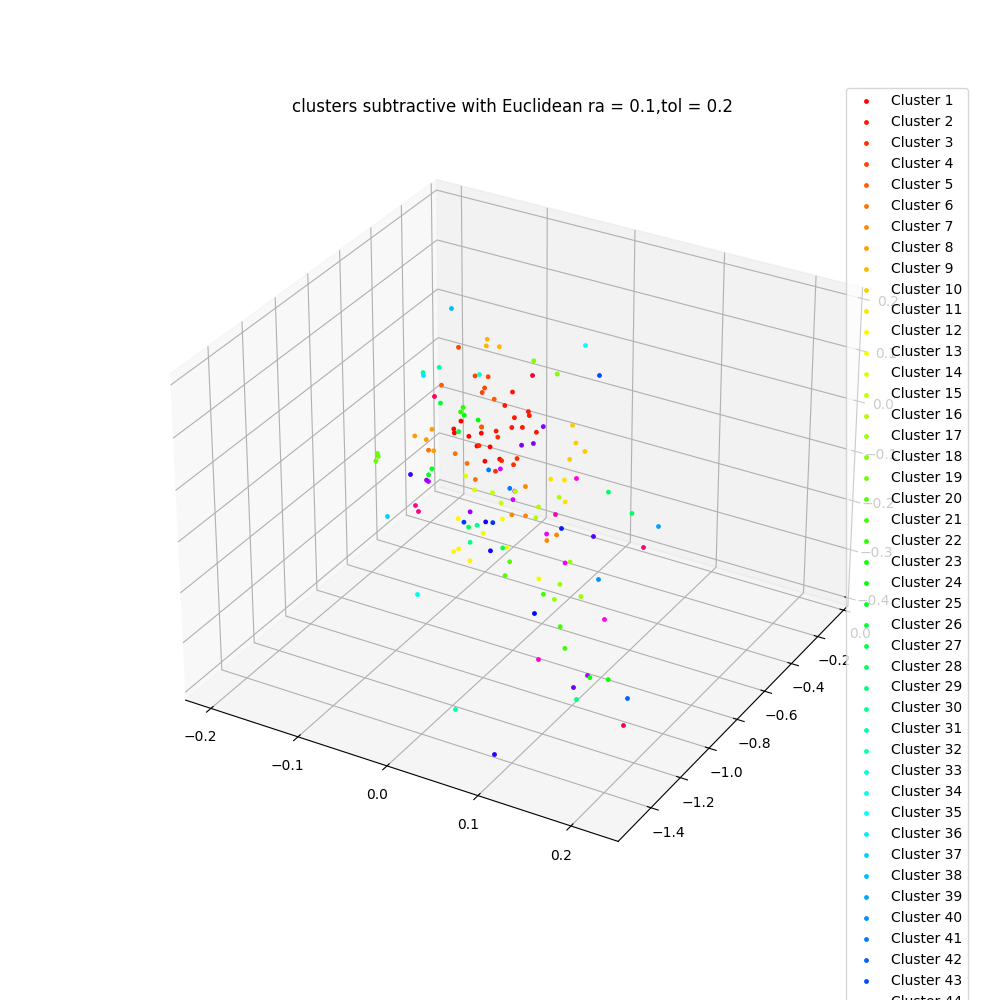 clusters subtractive with Euclidean ra = 0.1,tol = 0.2
Cluster 1
Cluster 2
Cluster 3
Cluster 4
Cluster 5
Cluster 6
Cluster 7
Cluster 8
Cluster 9
Cluster 10
Cluster 11
Cluster 12
Cluster 13
Cluster 14
Cluster 15
Cluster 16
Cluster 17
Cluster 18
Cluster 19
Cluster 20
Cluster 21
Cluster 22
Cluster 23
Cluster 24
Cluster 25
Cluster 26
Cluster 27
Cluster 28
Cluster 29
Cluster 30
Cluster 31
Cluster 32
Cluster 33
Cluster 34
Cluster 35
Cluster 36
Cluster 37
Cluster 38
Cluster 39
Cluster 40
Cluster 41
Cluster 42
Cluster 43
Cluster 44
0.2
0.1
0.0
−0.1
−0.2
−0.3
−0.4
0.0
−0.2
−0.4
−0.6
−0.8
−1.0
−1.2
−1.4
−0.2
−0.1
0.0
0.1
0.2